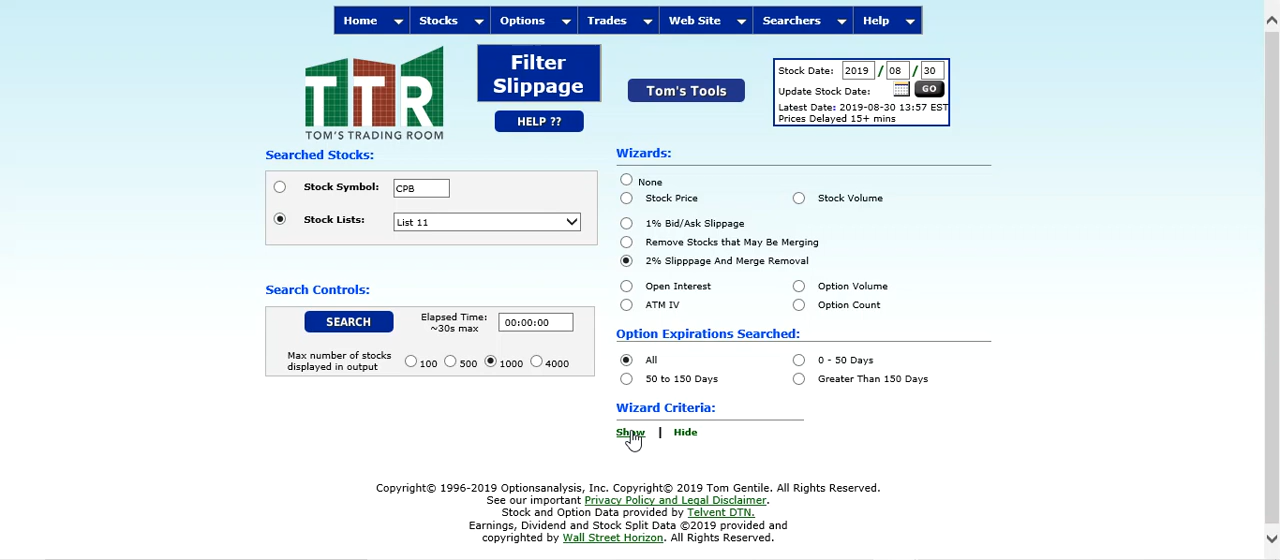 Home Stocks Options Trades Web Site Searchers Help
TTR
TOM'S TRADING ROOM
Filter
Slippage
HELP ??
Tom's Tools
Stock Date: 2019 / 08 / 30
Update Stock Date: GO
Latest Date: 2019-08-30 13:57 EST
Prices Delayed 15+ mins
Searched Stocks:
Stock Symbol: CPB
Stock Lists: List 11
Search Controls:
SEARCH Elapsed Time:
~30s max 00:00:00
Max number of stocks
displayed in output 100 500 1000 4000
Wizards:
None
Stock Price Stock Volume
1% Bid/Ask Slippage
Remove Stocks that May Be Merging
2% Slipppage And Merge Removal
Open Interest Option Volume
ATM IV Option Count
Option Expirations Searched:
All 0 - 50 Days
50 to 150 Days Greater Than 150 Days
Wizard Criteria:
Show | Hide
Copyright© 1996-2019 Optionsanalysis, Inc. Copyright© 2019 Tom Gentile. All Rights Reserved.
See our important Privacy Policy and Legal Disclaimer.
Stock and Option Data provided by Telvent DTN.
Earnings, Dividend and Stock Split Data ©2019 provided and
copyrighted by Wall Street Horizon. All Rights Reserved.